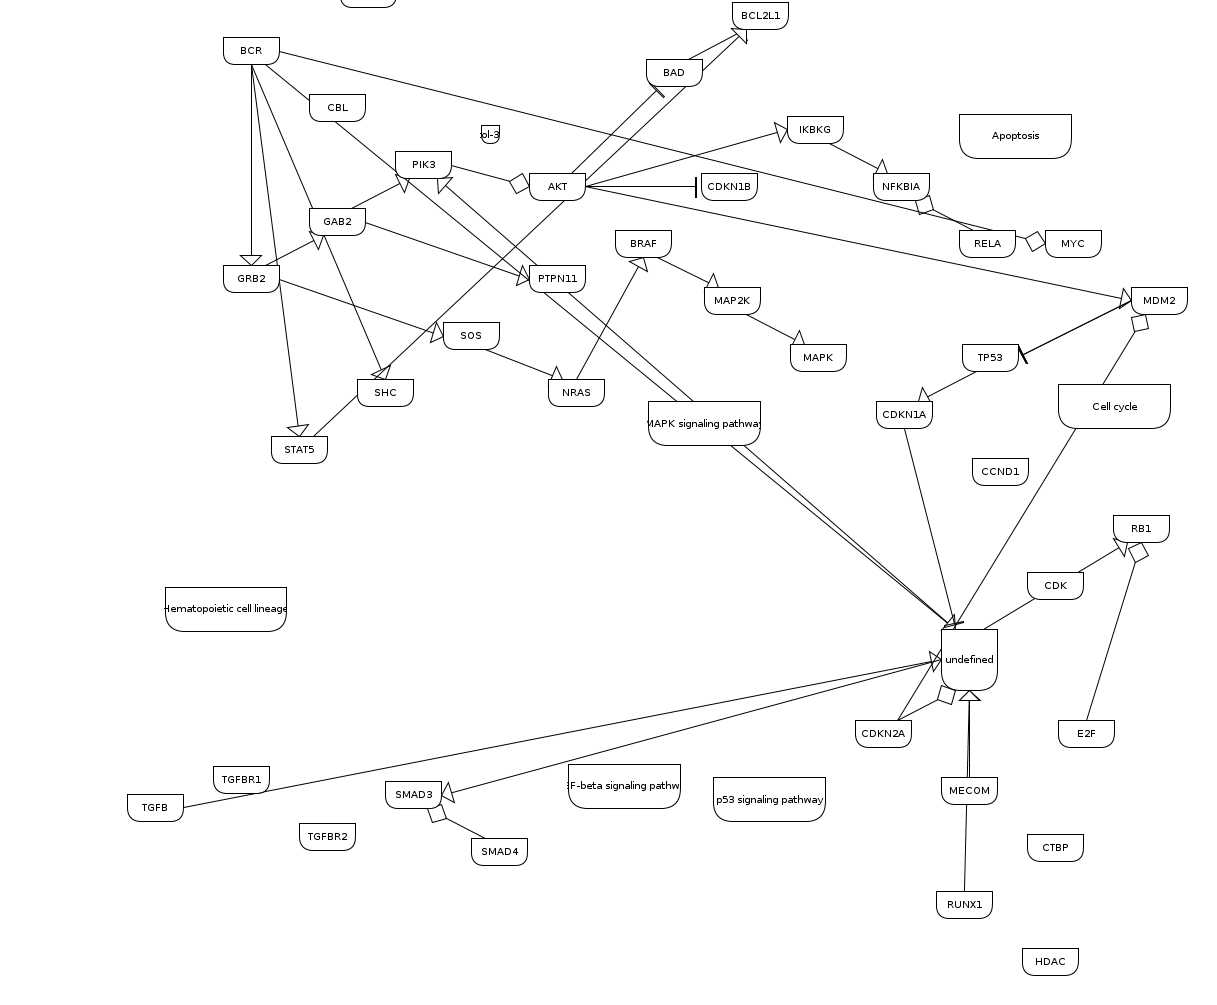 BCL2L1
BCR
BAD
CBL
IKBKG
ol-3
Apoptosis
PIK3
AKT
CDKN1B
NFKBIA
GAB2
BRAF
RELA
MYC
GRB2
PTPN11
MAP2K
MDM2
SOS
MAPK
TP53
SHC
NRAS
Cell cycle
CDKN1A
MAPK signaling pathway
STAT5
CCND1
RB1
CDK
Hematopoietic cell lineage
undefined
CDKN2A
E2F
TGFBR1
F-beta signaling pathw
MECOM
SMAD3
p53 signaling pathway
TGFB
TGFBR2
SMAD4
CTBP
RUNX1
HDAC